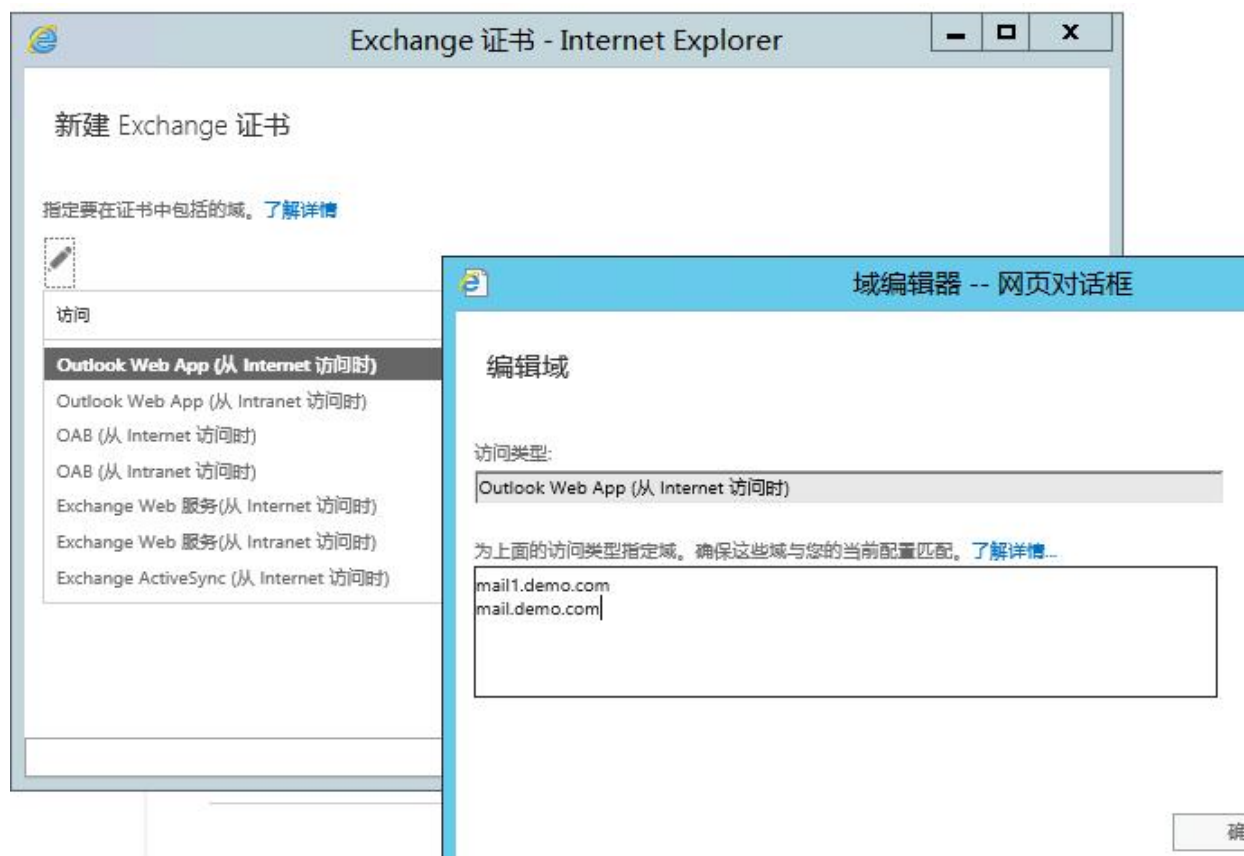 Exchange 证书 - Internet Explorer
新建 Exchange 证书
指定要在证书中包括的域。了解详情
访问
Outlook Web App (从 Internet 访问时)
Outlook Web App (从 Intranet 访问时)
OAB (从 Internet 访问时)
OAB (从 Intranet 访问时)
Exchange Web 服务(从 Internet 访问时)
Exchange Web 服务(从 Intranet 访问时)
Exchange ActiveSync (从 Internet 访问时)
域编辑器 -- 网页对话框
编辑域
访问类型:
Outlook Web App (从 Internet 访问时)
为上面的访问类型指定域。确保这些域与您的当前配置匹配。了解详情...
mail1.demo.com
mail.demo.com
确